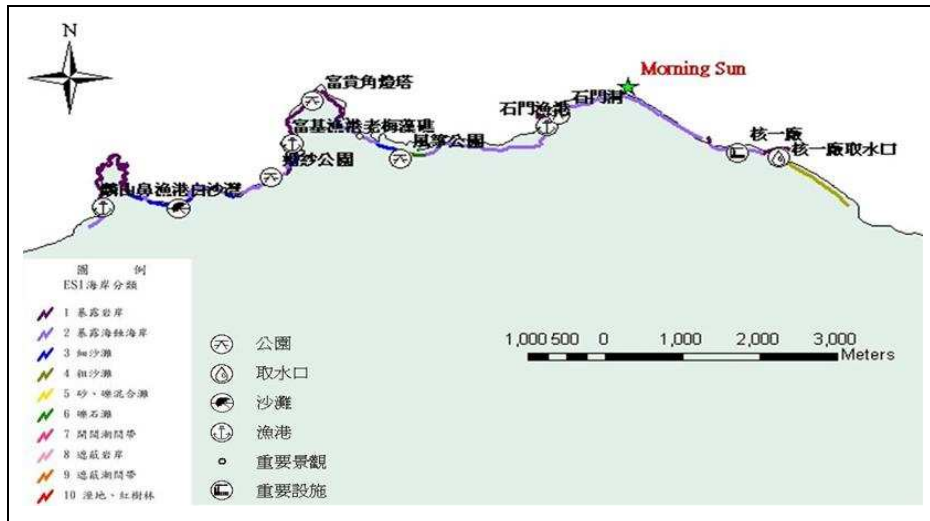 N
富貴角燈塔
Morning Sun
石門洞
石門漁港
富基漁港老梅藻礁
風箏公園
核一廠
核一廠取水口
公園
麟山鼻漁港白沙灣
圖 例
ESI海岸分類
1 暴露岩岸
2 暴露海蝕海岸
3 細沙灘
4 粗沙灘
5 砂、礫混合灘
6 礫石灘
7 開闊潮間帶
8 遮蔽岩岸
9 遮蔽潮間帶
10 溼地、紅樹林
公園
取水口
沙灘
漁港
重要景觀
重要設施
1,000 500 0 1,000 2,000 3,000
Meters